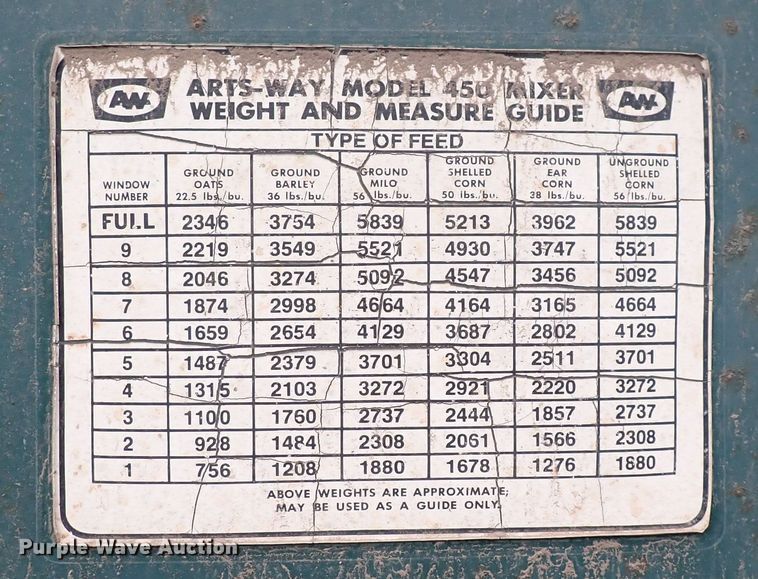 AW ARTS-WAY MODEL 450 MIXER AW
WEIGHT AND MEASURE GUIDE
TYPE OF FEED
WINDOW NUMBER GROUND OATS 22.5 lbs./bu. GROUND BARLEY 36 lbs./bu. GROUND MILO 56 lbs./bu. GROUND SHELLED CORN 50 lbs./bu. GROUND EAR CORN 38 lbs./bu. UNGROUND SHELLED CORN 56 lbs./bu.
FULL 2346 3754 5839 5213 3962 5839
9 2219 3549 5521 4930 3747 5521
8 2046 3274 5092 4547 3456 5092
7 1874 2998 4664 4164 3165 4664
6 1659 2654 4129 3687 2802 4129
5 1487 2379 3701 3304 2511 3701
4 1315 2103 3272 2921 2220 3272
3 1100 1760 2737 2444 1857 2737
2 928 1484 2308 2061 1566 2308
1 756 1208 1880 1678 1276 1880
ABOVE WEIGHTS ARE APPROXIMATE;
MAY BE USED AS A GUIDE ONLY.
Purple Wave Auction